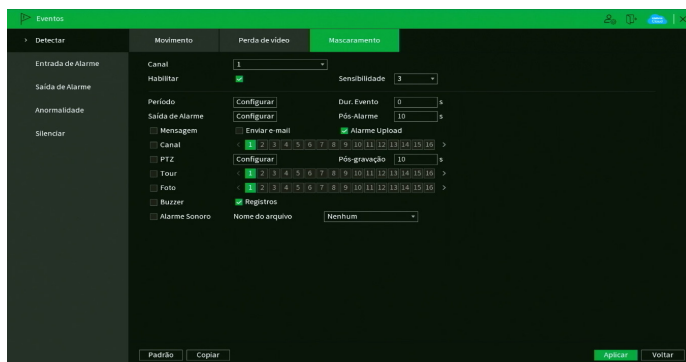 Eventos
Detectar
Movimento Perda de vídeo Mascaramento
Entrada de Alarme
Saída de Alarme
Anormalidade
Silenciar
Canal 1
Habilitar Sensibilidade 3
Período Configurar Dur. Evento 0 s
Saída de Alarme Configurar Pós-Alarme 10 s
Mensagem Enviar e-mail Alarme Upload
Canal < 1 2 3 4 5 6 7 8 9 10 11 12 13 14 15 16 >
PTZ Configurar Pós-gravação 10 s
Tour < 1 2 3 4 5 6 7 8 9 10 11 12 13 14 15 16 >
Foto < 1 2 3 4 5 6 7 8 9 10 11 12 13 14 15 16 >
Buzzer Registros
Alarme Sonoro Nome do arquivo Nenhum
Padrão Copiar Aplicar Voltar